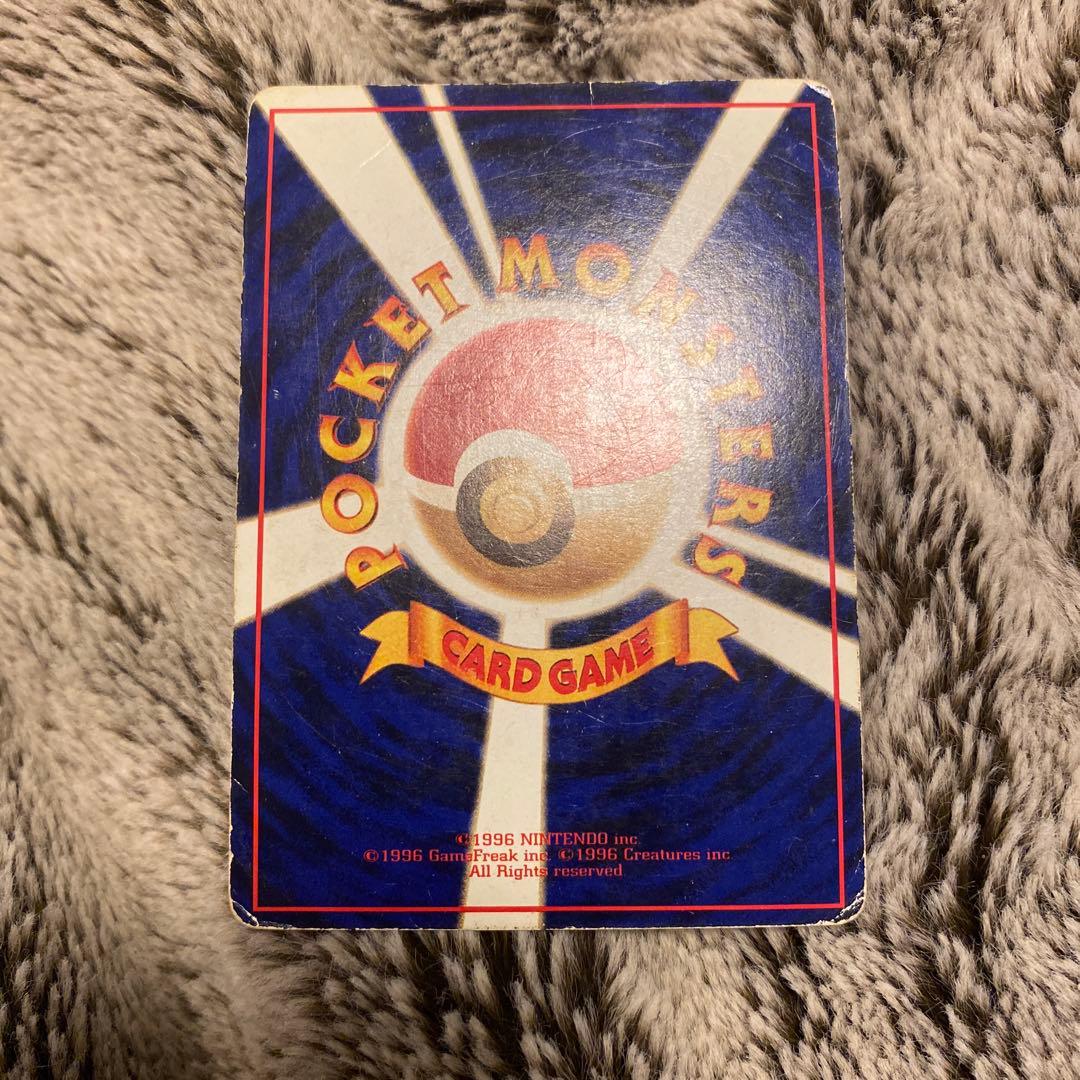 POCKET MONSTERS
CARD GAME
©1996 NINTENDO inc.
©1996 GameFreak inc. ©1996 Creatures inc.
All Rights reserved